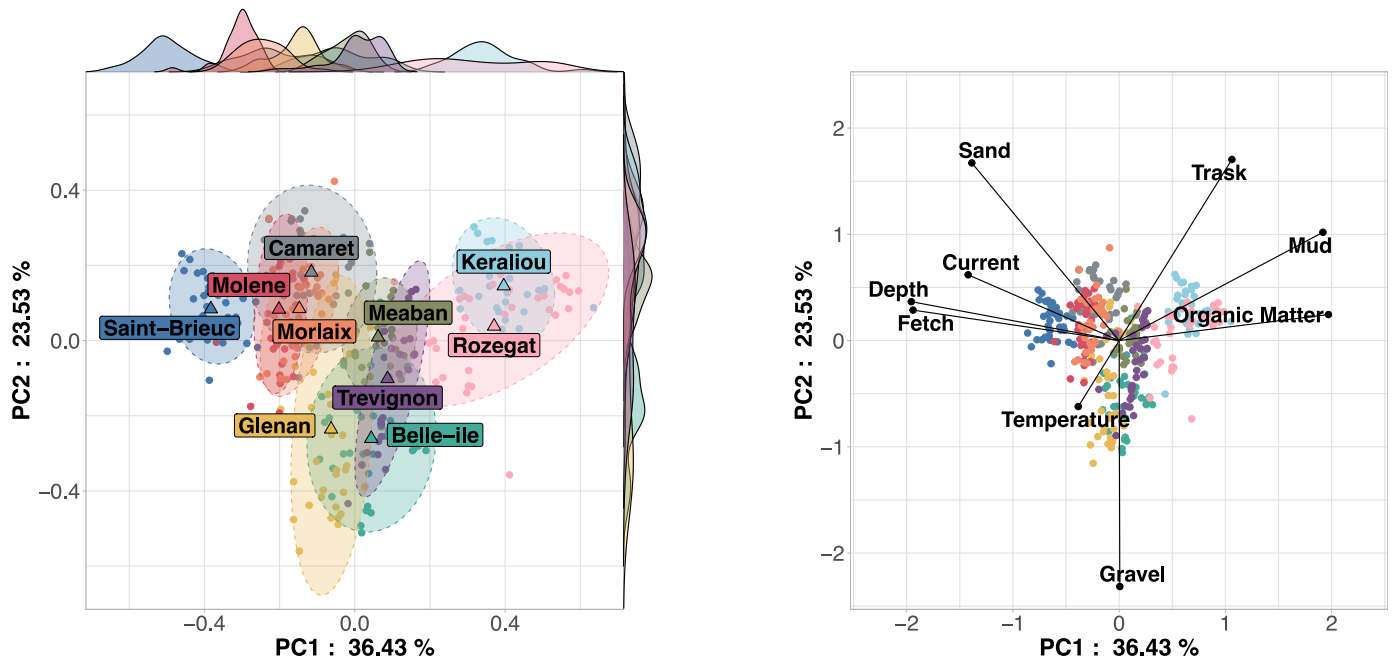 Camaret
Keraliou
Molene
Meaban
Saint−Brieuc
Morlaix
Rozegat
Trevignon
Glenan
Belle−ile
0.4
0.0
−0.4
−0.4
0.0
0.4
PC2 : 23.53 %
PC1 : 36.43 %
Sand
Trask
Mud
Current
Depth
Fetch
Organic Matter
Temperature
Gravel
2
1
0
−1
−2
−2
−1
0
1
2
PC2 : 23.53 %
PC1 : 36.43 %